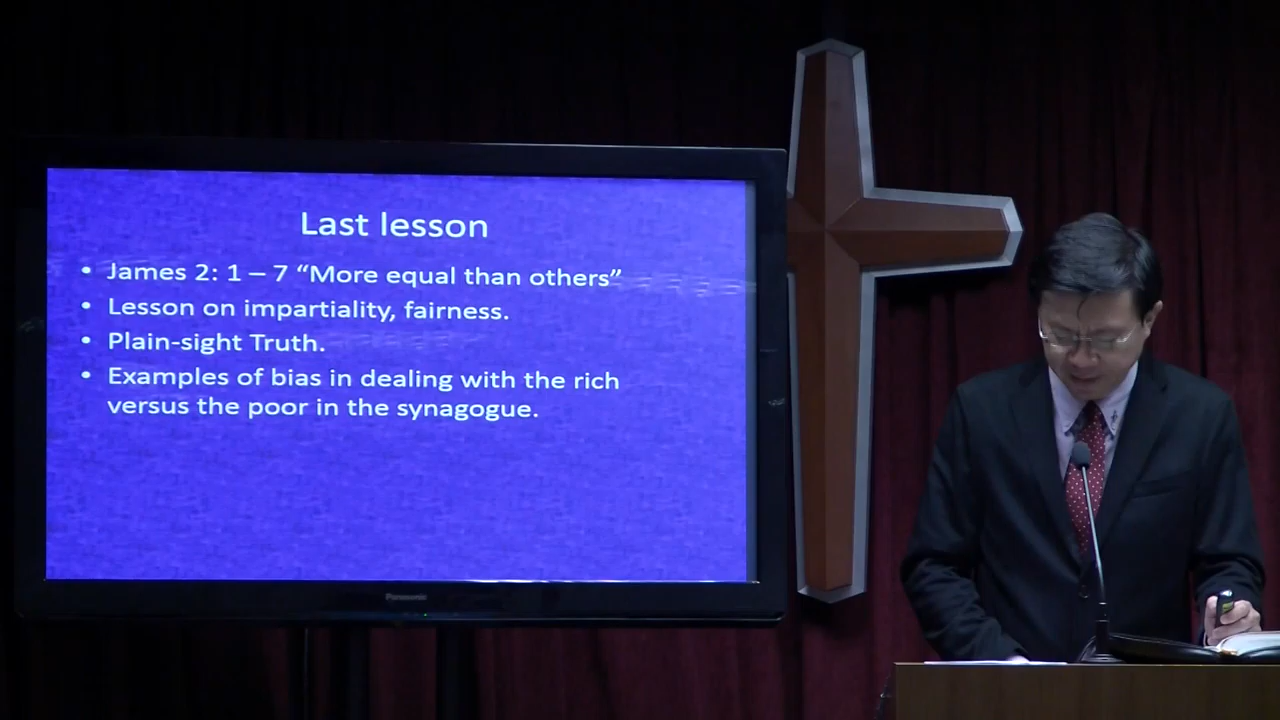 Last lesson
• James 2: 1 – 7 “More equal than others”
• Lesson on impartiality, fairness.
• Plain-sight Truth.
• Examples of bias in dealing with the rich
versus the poor in the synagogue.
Panasonic